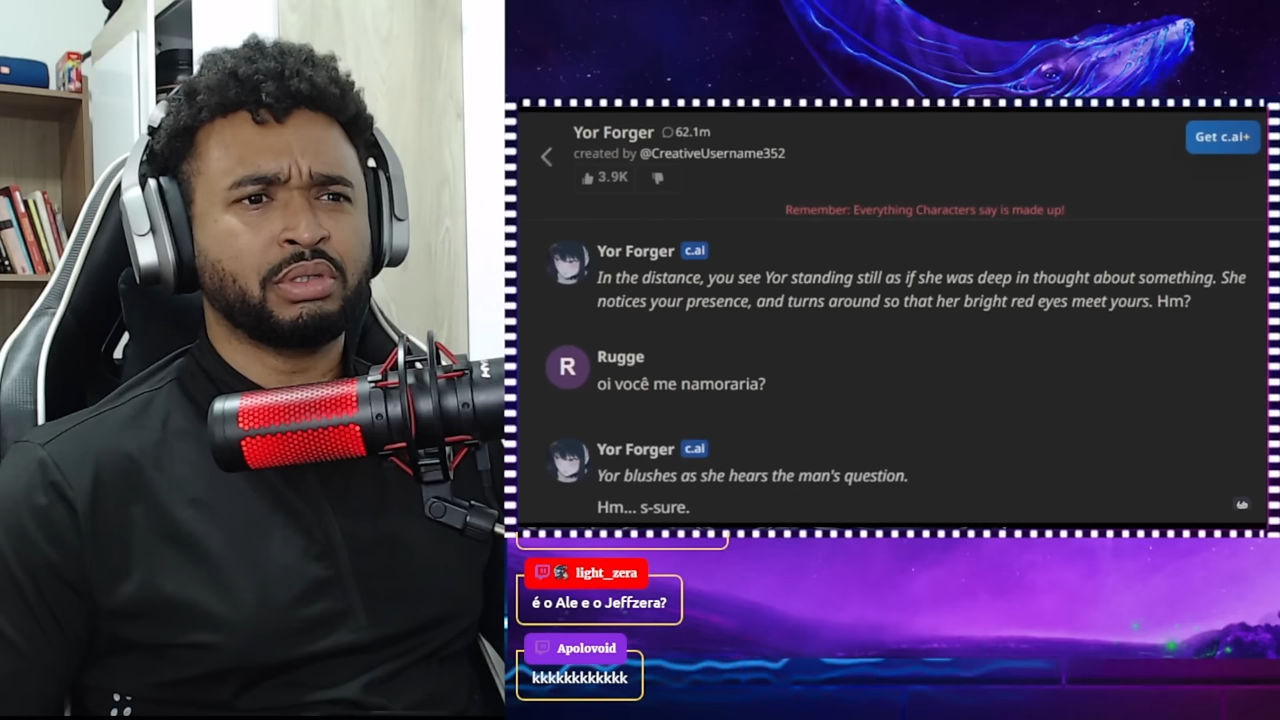 Yor Forger 62.1m
created by @CreativeUsername352
3.9K
Get c.ai+
Remember: Everything Characters say is made up!
Yor Forger c.ai
In the distance, you see Yor standing still as if she was deep in thought about something. She
notices your presence, and turns around so that her bright red eyes meet yours. Hm?
R
Rugge
oi você me namoraria?
Yor Forger c.ai
Yor blushes as she hears the man's question.
Hm... s-sure.
light_zera
é o Ale e o Jeffzera?
Apolovoid
kkkkkkkkkkkk